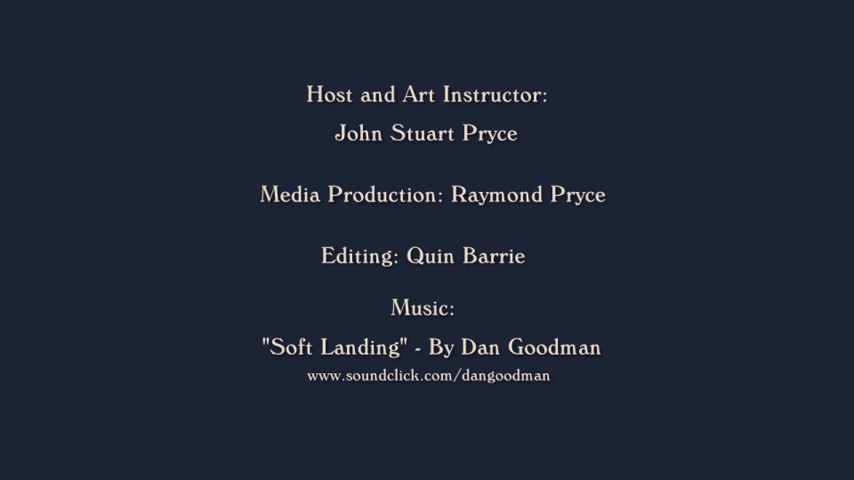 Host and Art Instructor:
John Stuart Pryce
Media Production: Raymond Pryce
Editing: Quin Barrie
Music:
"Soft Landing" - By Dan Goodman
www.soundclick.com/dangoodman